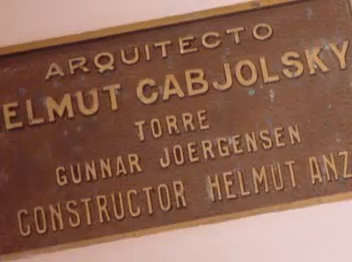 ARQUITECTO
HELMUT CABJOLSKY
TORRE
GUNNAR JOERGENSEN
CONSTRUCTOR HELMUT ANZ